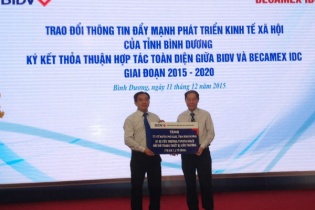 BIDV
BECAMEX IDC
TRAO ĐỔI THÔNG TIN ĐẨY MẠNH PHÁT TRIỂN KINH TẾ XÃ HỘI
CỦA TỈNH BÌNH DƯƠNG
KÝ KẾT THỎA THUẬN HỢP TÁC TOÀN DIỆN GIỮA BIDV VÀ BECAMEX IDC
GIAI ĐOẠN 2015 - 2020
Bình Dương, ngày 11 / 12 / 2015